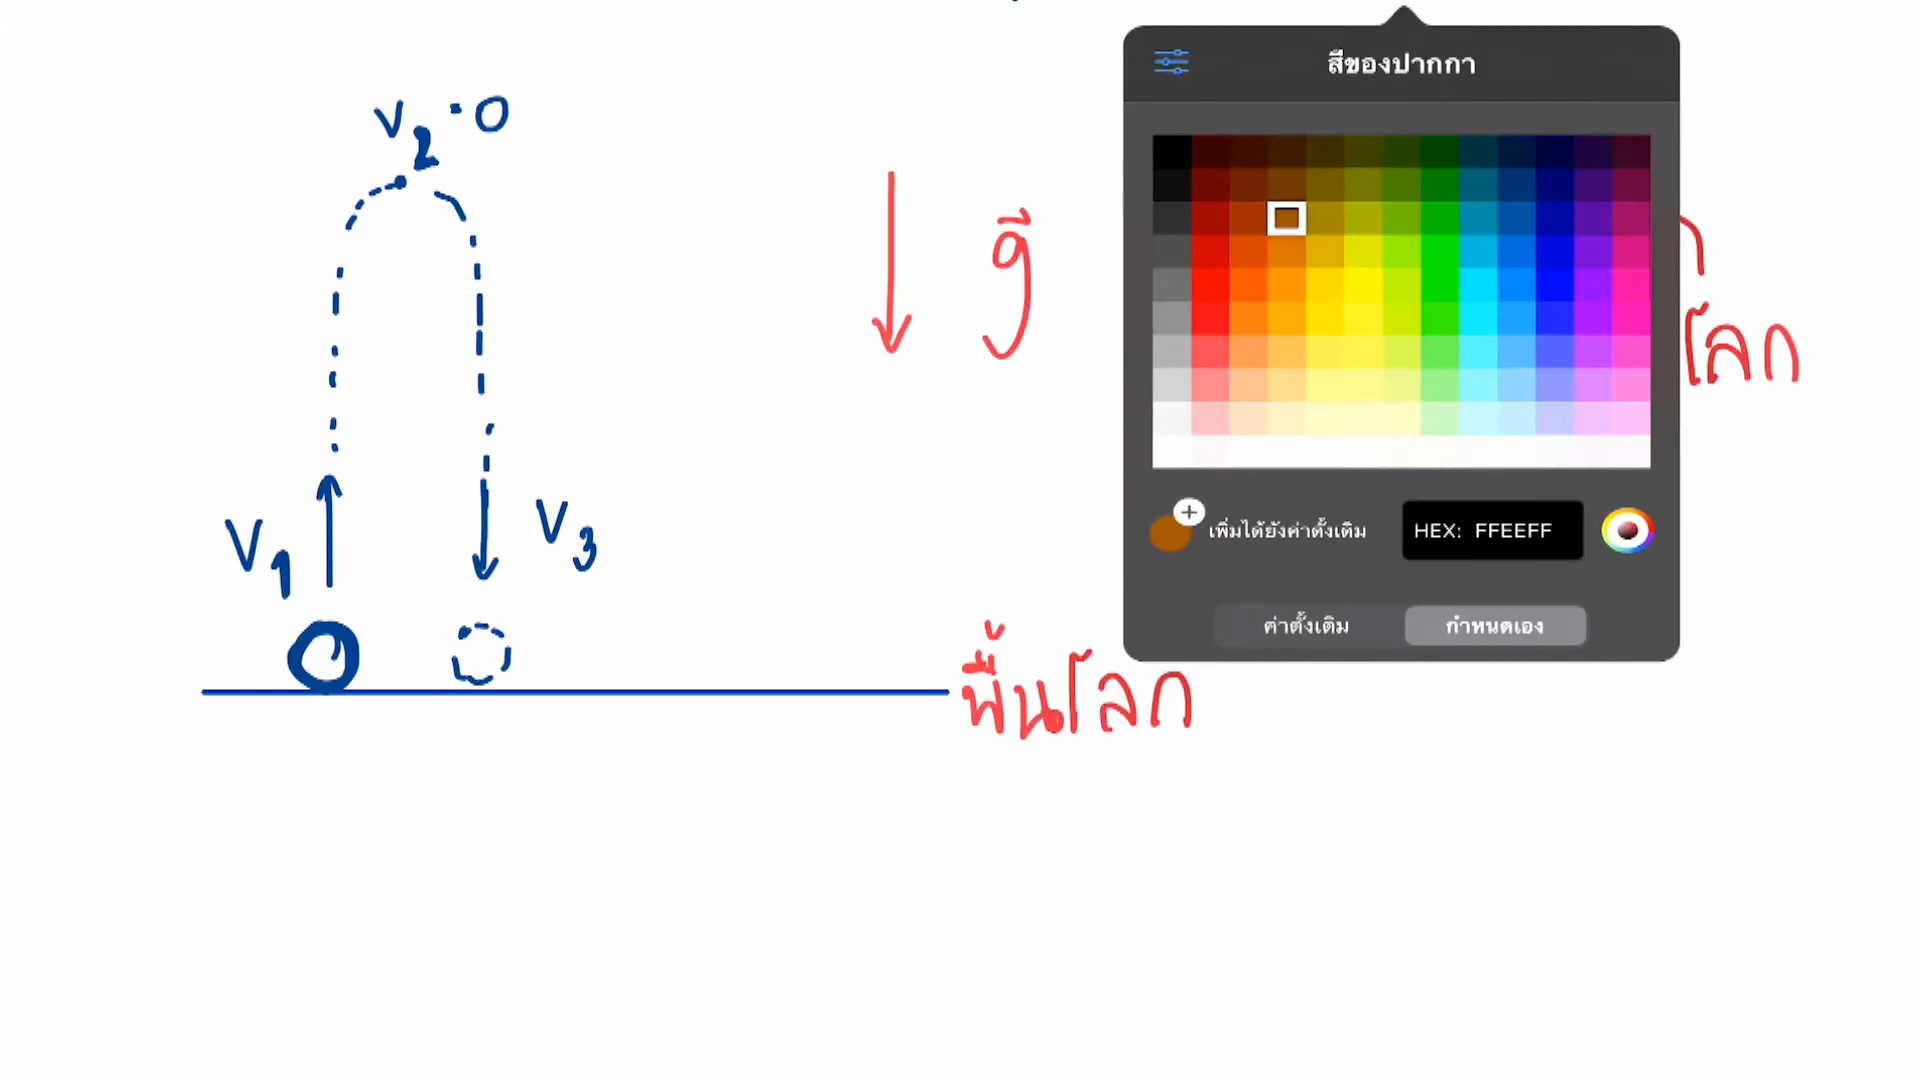 สีของปากกา
V₂ · 0
g
โลก
V₁
V₃
เพิ่มได้ยังค่าตั้งเดิม
HEX: FFEEFF
ค่าตั้งเดิม
กำหนดเอง
พื้นโลก